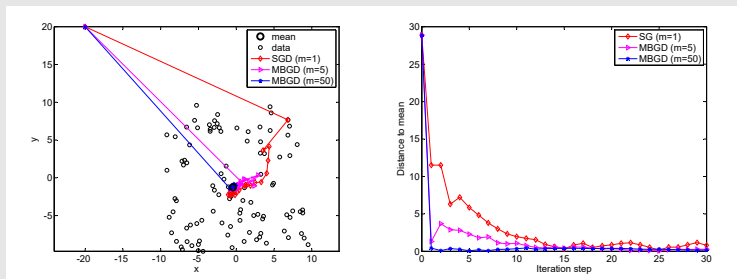 20
15
10
5
0
-5
-20
-15
-10
-5
0
5
10
x
y
mean
data
SGD (m=1)
MBGD (m=5)
MBGD (m=50)
30
25
20
15
10
5
0
0
5
10
15
20
25
30
Iteration step
Distance to mean
SG (m=1)
MBGD (m=5)
MBGD (m=50)